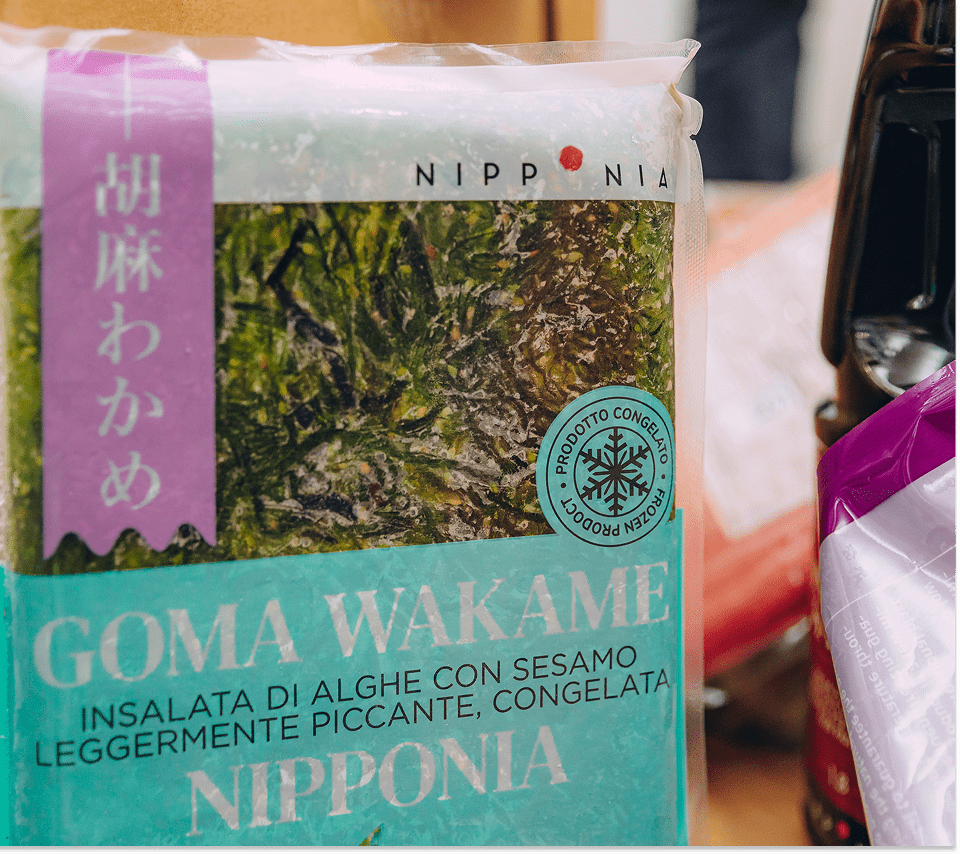 胡麻わかめ
NIPPONIA
PRODOTTO CONGELATO • FROZEN PRODOCT •
GOMA WAKAME
INSALATA DI ALGHE CON SESAMO
LEGGERMENTE PICCANTE, CONGELATA
NIPPONIA